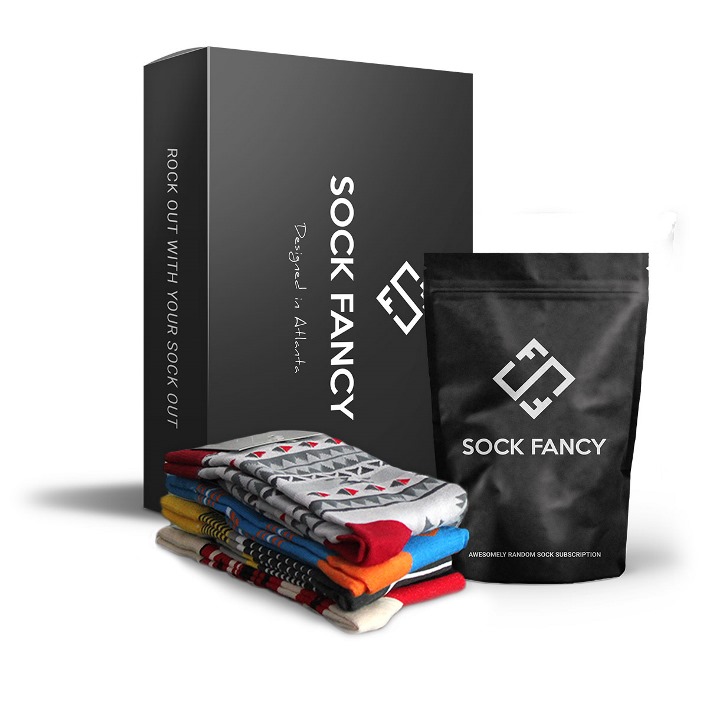 ROCK OUT WITH YOUR SOCK OUT
SOCK FANCY
Designed in Atlanta
SOCK FANCY
AWESOMELY RANDOM SOCK SUBSCRIPTION